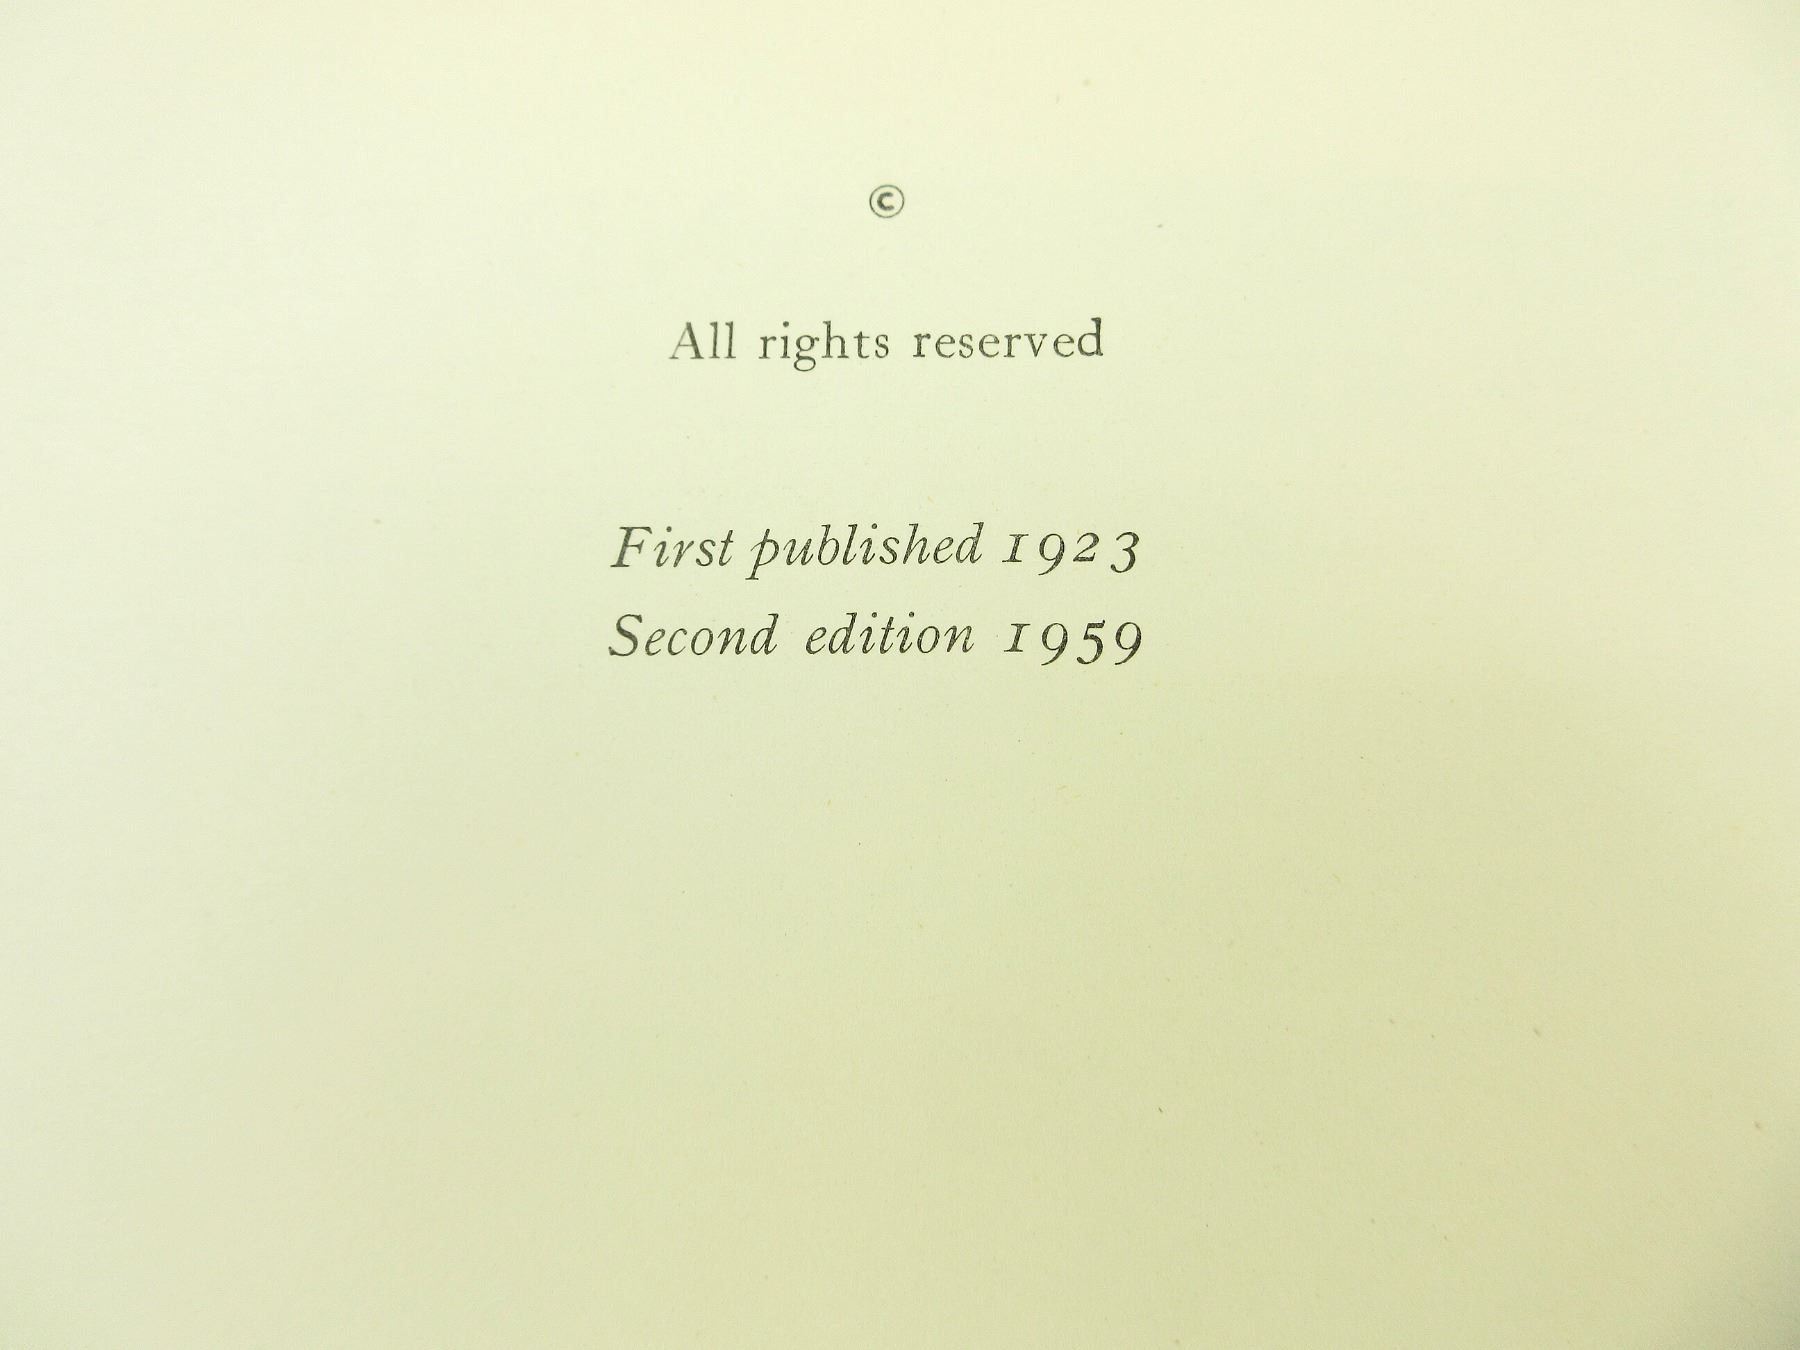 ©
All rights reserved
First published 1923
Second edition 1959